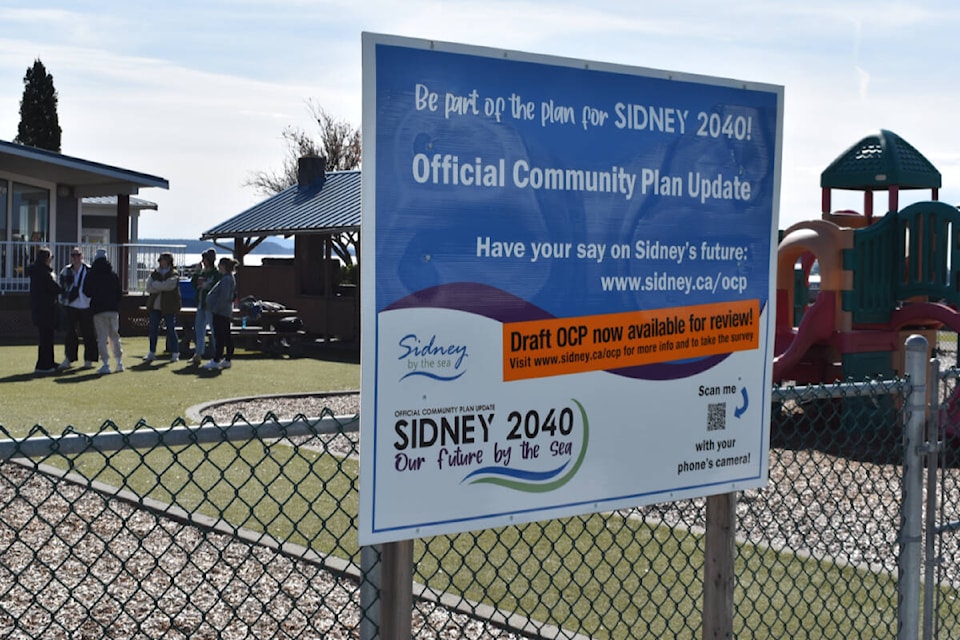 Be part of the plan for SIDNEY 2040!
Official Community Plan Update
Have your say on Sidney's future:
www.sidney.ca/ocp
Draft OCP now available for review!
Visit www.sidney.ca/ocp for more info and to take the survey
Sidney
by the sea
OFFICIAL COMMUNITY PLAN UPDATE
SIDNEY 2040
Our future by the Sea
Scan me
with your
phone's camera!